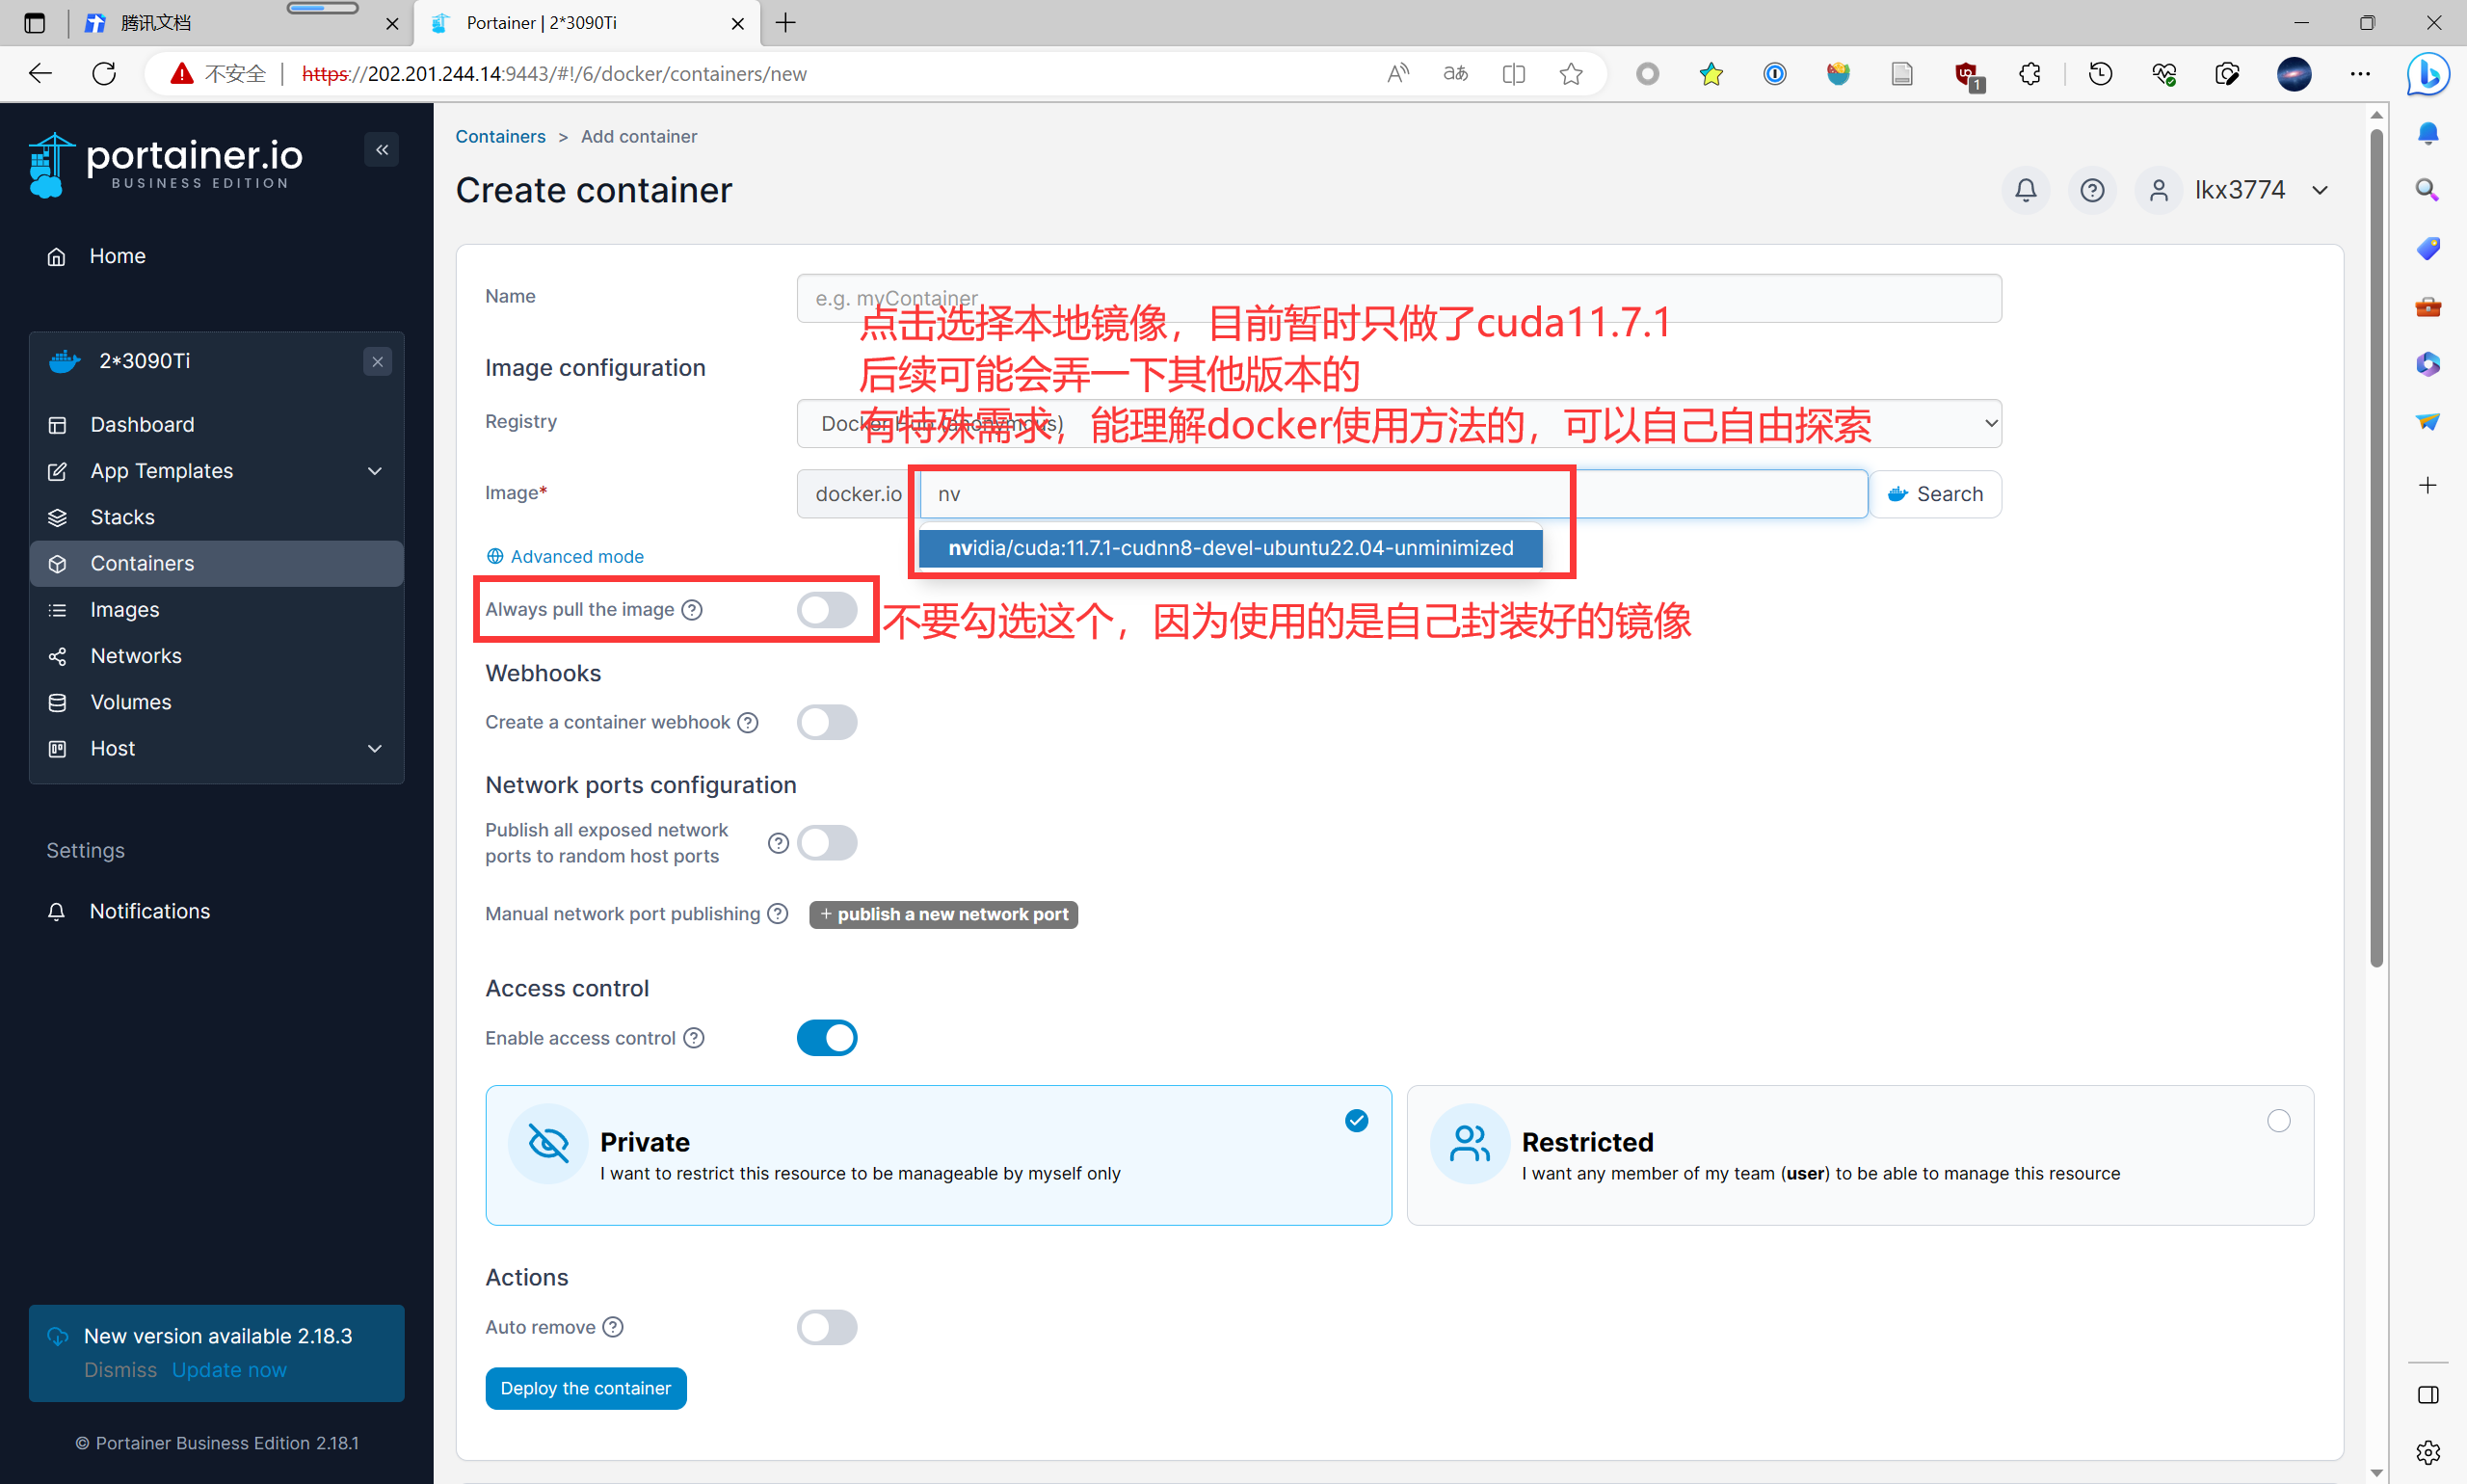 腾讯文档
Portainer | 2*3090Ti
不安全
https://202.201.244.14:9443/#!/6/docker/containers/new
portainer.io
BUSINESS EDITION
Home
2*3090Ti
Dashboard
App Templates
Stacks
Containers
Images
Networks
Volumes
Host
Settings
Notifications
New version available 2.18.3
Dismiss Update now
© Portainer Business Edition 2.18.1
Containers > Add container
Create container
lkx3774
Name
e.g. myContainer
点击选择本地镜像，目前暂时只做了cuda11.7.1
后续可能会弄一下其他版本的
有特殊需求，能理解docker使用方法的，可以自己自由探索
Image configuration
Registry
Docker Hub (anonymous)
Image*
docker.io
nv
Search
nvidia/cuda:11.7.1-cudnn8-devel-ubuntu22.04-unminimized
Advanced mode
Always pull the image
不要勾选这个，因为使用的是自己封装好的镜像
Webhooks
Create a container webhook
Network ports configuration
Publish all exposed network
ports to random host ports
Manual network port publishing
+ publish a new network port
Access control
Enable access control
Private
I want to restrict this resource to be manageable by myself only
Restricted
I want any member of my team (user) to be able to manage this resource
Actions
Auto remove
Deploy the container